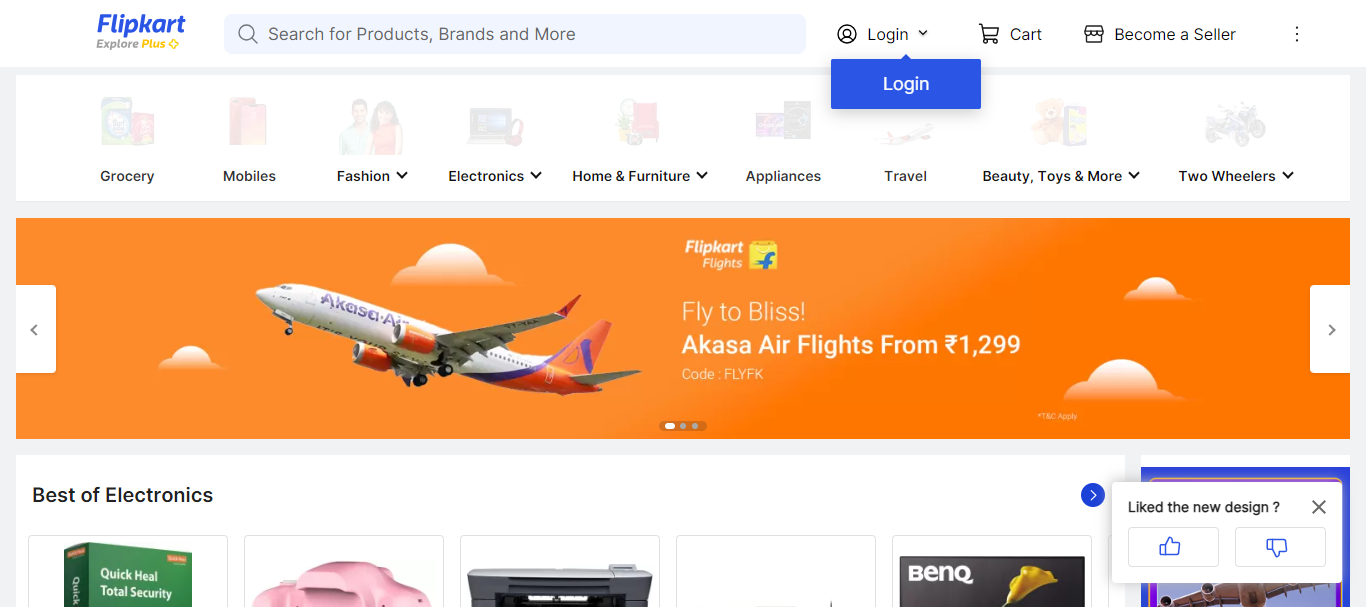 Flipkart
Explore Plus
Search for Products, Brands and More
Login
Cart
Become a Seller
Login
Grocery
Mobiles
Fashion
Electronics
Home & Furniture
Appliances
Travel
Beauty, Toys & More
Two Wheelers
Flipkart
Flights
Akasa Air
Fly to Bliss!
Akasa Air Flights From ₹1,299
Code : FLYFK
*T&C Apply
Best of Electronics
Liked the new design ?
Quick Heal
Total Security
BenQ